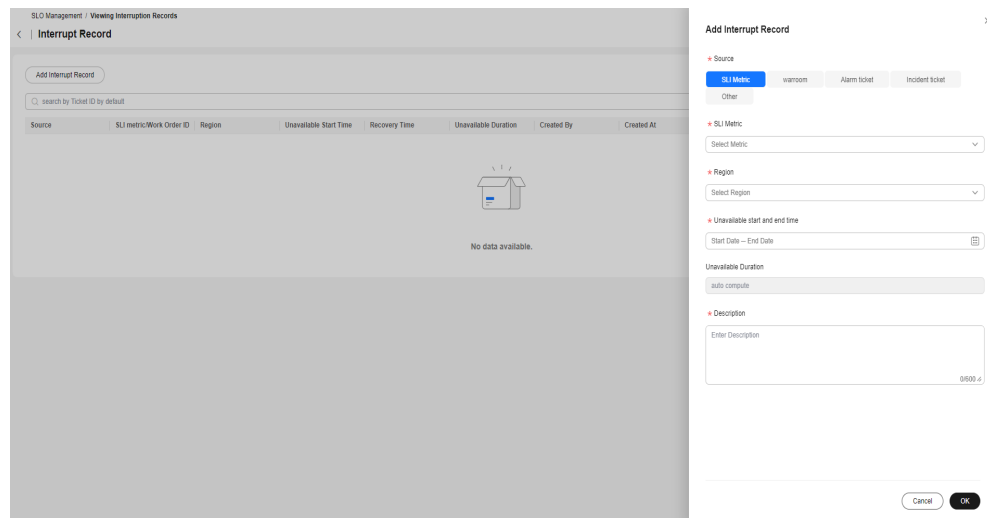 SLO Management / Viewing Interruption Records
Interrupt Record
Add Interrupt Record
search by Ticket ID by default
Source SLI metric/Work Order ID Region Unavailable Start Time Recovery Time Unavailable Duration Created By Created At
No data available.
Add Interrupt Record
* Source
SLI Metric warroom Alarm ticket Incident ticket
Other
* SLI Metric
Select Metric
* Region
Select Region
* Unavailable start and end time
Start Date – End Date
Unavailable Duration
auto compute
* Description
Enter Description
0/600
Cancel OK